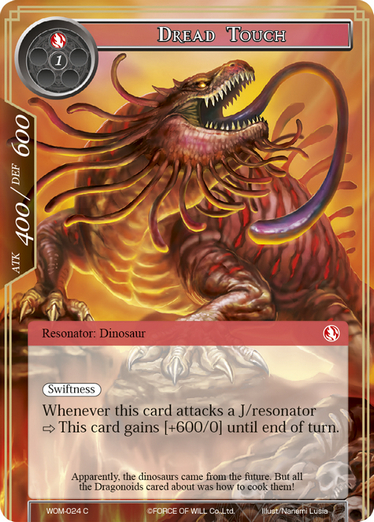 DREAD TOUCH
1
ATK 400 / DEF 600
Resonator: Dinosaur
Swiftness
Whenever this card attacks a J/resonator
⇨ This card gains [+600/0] until end of turn.
Apparently, the dinosaurs came from the future. But all
the Dragonoids cared about was how to cook them!
WOM-024 C ©FORCE OF WILL Co.,Ltd. Illust/Nanami Lusia